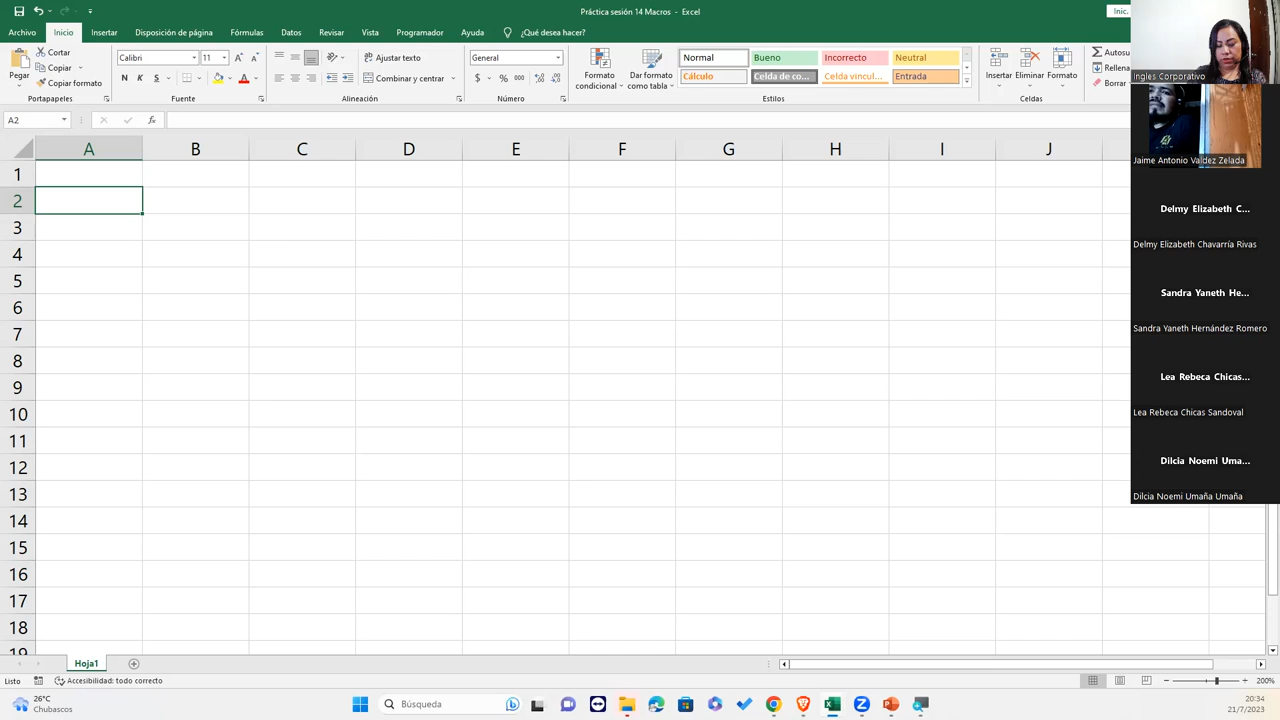 Práctica sesión 14 Macros - Excel
Inic.
Archivo Inicio Insertar Disposición de página Fórmulas Datos Revisar Vista Programador Ayuda ¿Qué desea hacer?
Pegar
Cortar
Copiar
Copiar formato
Portapapeles
Calibri 11
N K S
Fuente
Ajustar texto
Combinar y centrar
Alineación
General
$ % 000
Número
Formato condicional
Dar formato como tabla
Normal Bueno Incorrecto Neutral
Cálculo Celda de co... Celda vincul... Entrada
Estilos
Insertar Eliminar Formato
Celdas
Autosu
Rellena
Borrar
A2
fx
A B C D E F G H I J
1
2
3
4
5
6
7
8
9
10
11
12
13
14
15
16
17
18
19
Ingles Corporativo
Jaime Antonio Valdez Zelada
Delmy Elizabeth C...
Delmy Elizabeth Chavarría Rivas
Sandra Yaneth He...
Sandra Yaneth Hernández Romero
Lea Rebeca Chicas...
Lea Rebeca Chicas Sandoval
Dilcia Noemi Uma...
Dilcia Noemi Umaña Umaña
Hoja1
Listo Accesibilidad: todo correcto 200%
26°C
Chubascos
Búsqueda
20:34
21/7/2023